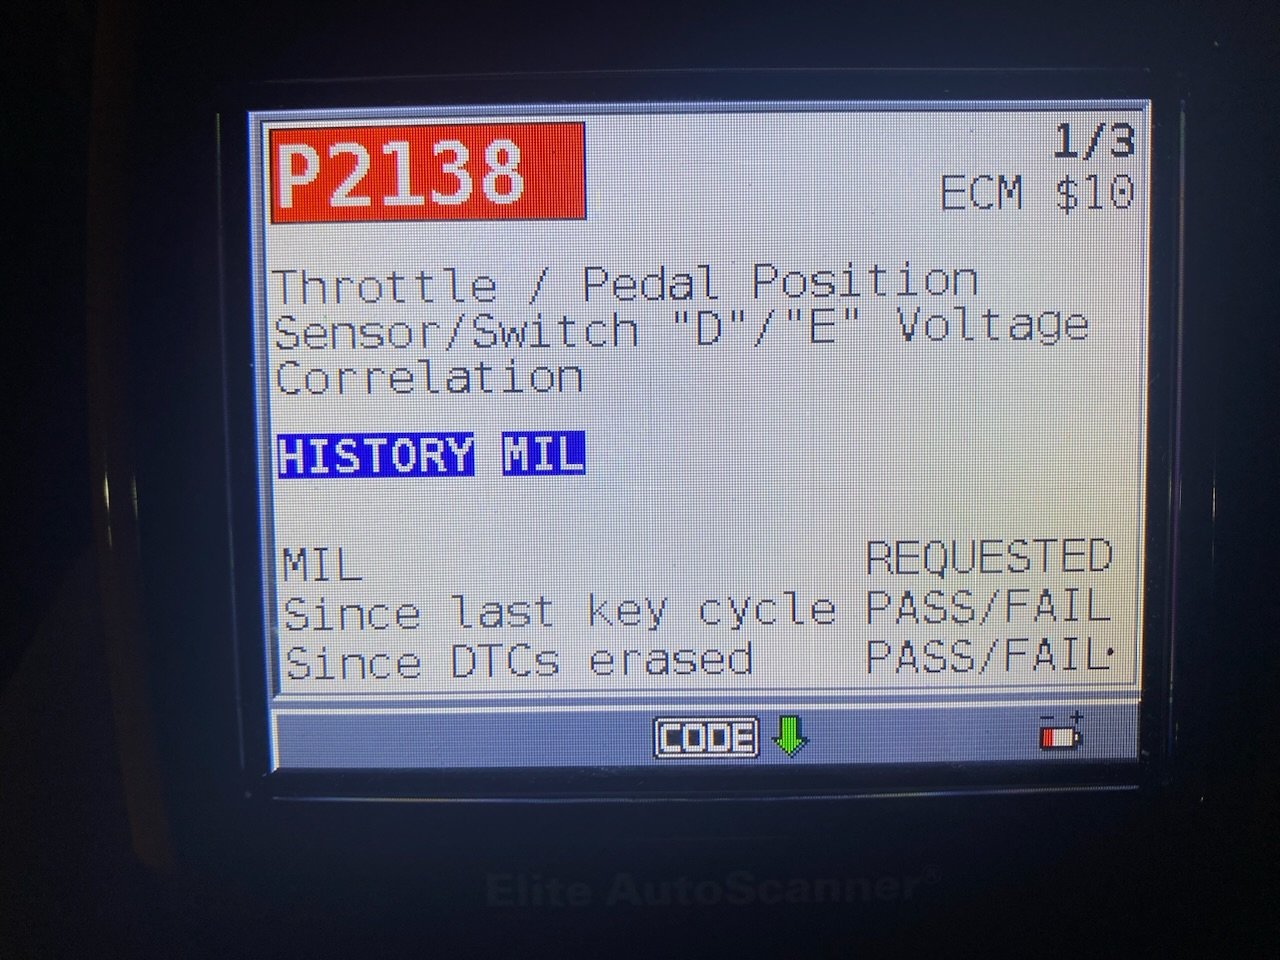 P2138
1/3
ECM $10
Throttle / Pedal Position
Sensor/Switch "D"/"E" Voltage
Correlation
HISTORY MIL
MIL REQUESTED
Since last key cycle PASS/FAIL
Since DTCs erased PASS/FAIL
CODE
- +
Elite AutoScanner®